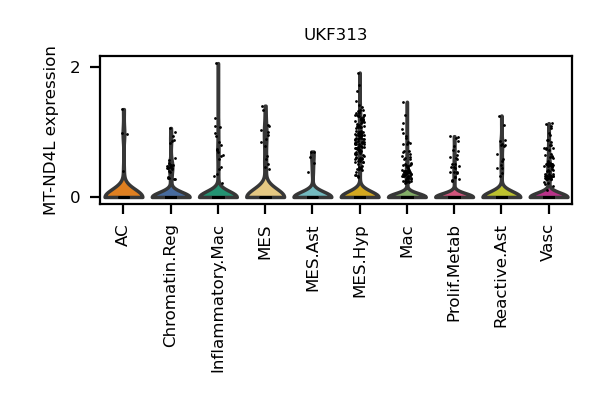 UKF313
MT-ND4L expression
2
0
AC
Chromatin.Reg
Inflammatory.Mac
MES
MES.Ast
MES.Hyp
Mac
Prolif.Metab
Reactive.Ast
Vasc